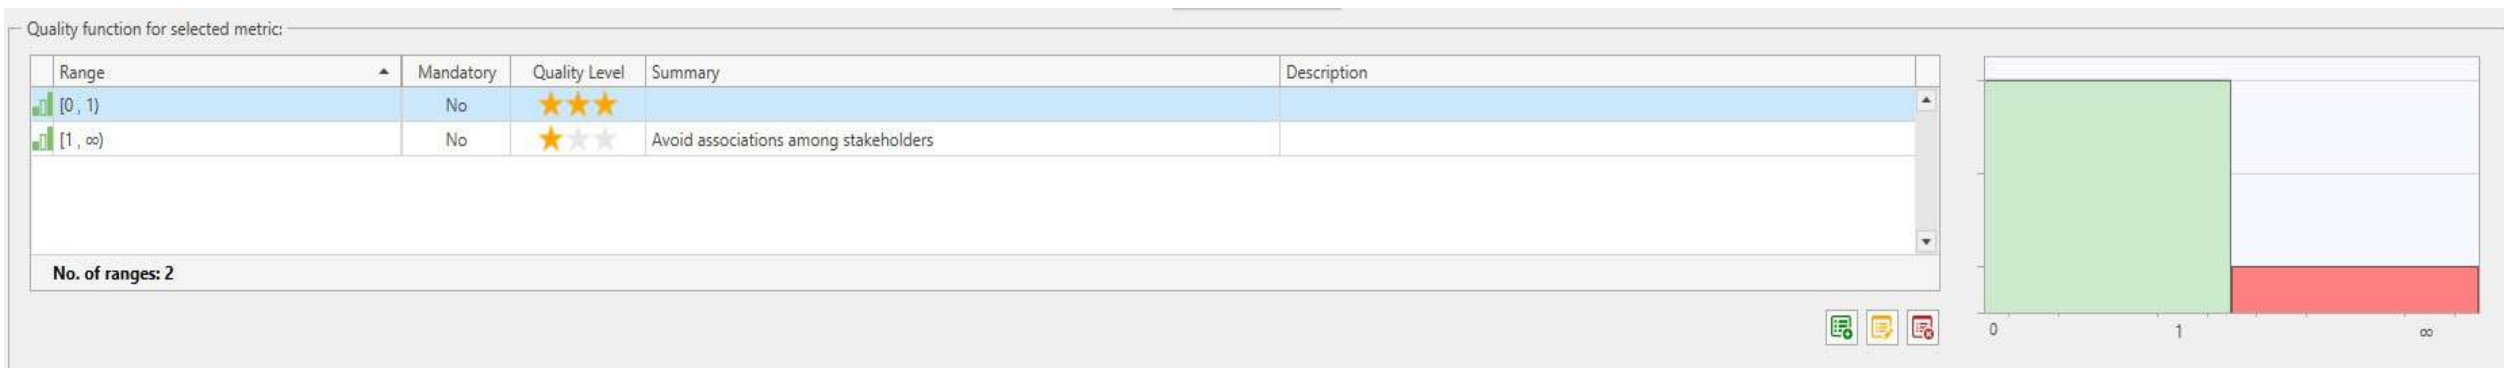 Quality function for selected metric:
Range Mandatory Quality Level Summary Description
[0 , 1) No
[1 , ∞) No Avoid associations among stakeholders
No. of ranges: 2
0 1 ∞